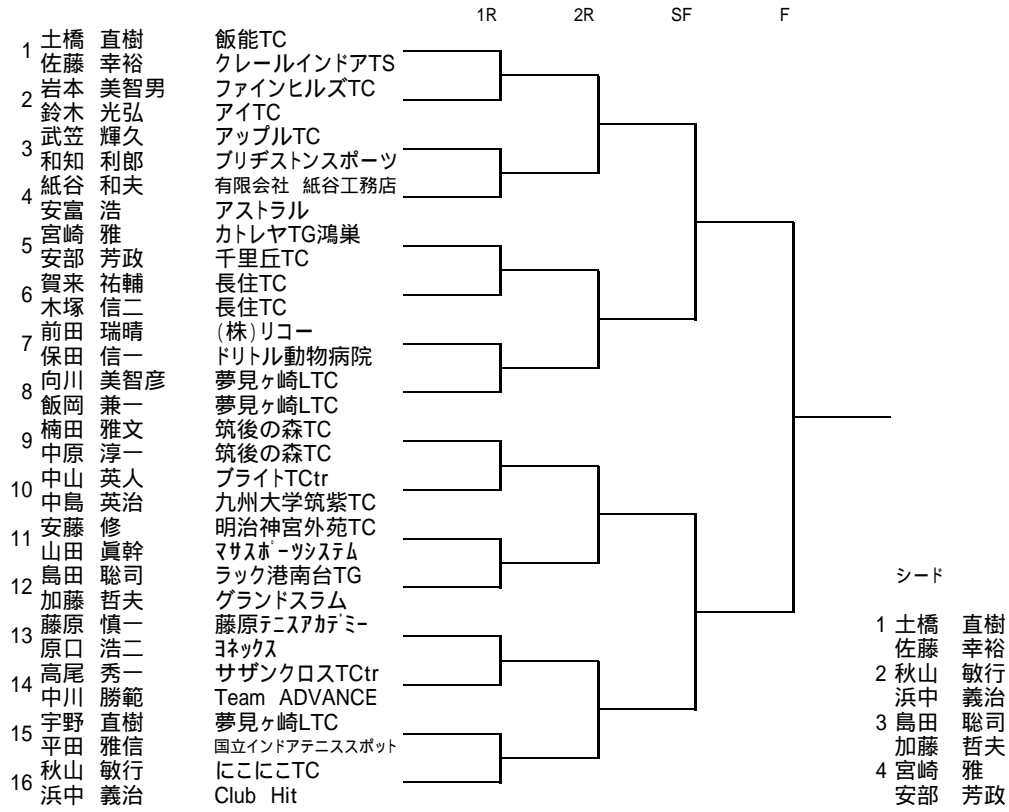 1R 2R SF F
1 土橋 直樹 飯能TC
佐藤 幸裕 クレールインドアTS
2 岩本 美智男 ファインヒルズTC
鈴木 光弘 アイTC
3 武笠 輝久 アップルTC
和知 利郎 ブリヂストンスポーツ
4 紙谷 和夫 有限会社 紙谷工務店
安富 浩 アストラル
5 宮崎 雅 カトレヤTG鴻巣
安部 芳政 千里丘TC
6 賀来 祐輔 長住TC
木塚 信二 長住TC
7 前田 瑞晴 (株)リコー
保田 信一 ドリトル動物病院
8 向川 美智彦 夢見ヶ崎LTC
飯岡 兼一 夢見ヶ崎LTC
9 楠田 雅文 筑後の森TC
中原 淳一 筑後の森TC
10 中山 英人 ブライトTCtr
中島 英治 九州大学筑紫TC
11 安藤 修 明治神宮外苑TC
山田 眞幹 マサスポーツシステム
12 島田 聡司 ラック港南台TG
加藤 哲夫 グランドスラム
13 藤原 慎一 藤原テニスアカデミー
原口 浩二 ヨネックス
14 高尾 秀一 サザンクロスTCtr
中川 勝範 Team ADVANCE
15 宇野 直樹 夢見ヶ崎LTC
平田 雅信 国立インドアテニススポット
16 秋山 敏行 にこにこTC
浜中 義治 Club Hit
シード
1 土橋 直樹
佐藤 幸裕
2 秋山 敏行
浜中 義治
3 島田 聡司
加藤 哲夫
4 宮崎 雅
安部 芳政